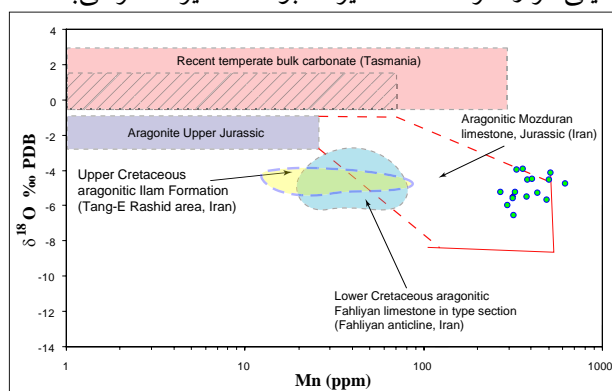 4
2
0
-2
-4
-6
-8
-10
-12
-14
δ 18 O ‰ PDB
Recent temperate bulk carbonate (Tasmania)
Aragonite Upper Jurassic
Aragonitic Mozduran
limestone, Jurassic (Iran)
Upper Cretaceous
aragonitic Ilam Formation
(Tang-E Rashid area, Iran)
Lower Cretaceous aragonitic
Fahliyan limestone in type section
(Fahliyan anticline, Iran)
1
10
100
1000
Mn (ppm)